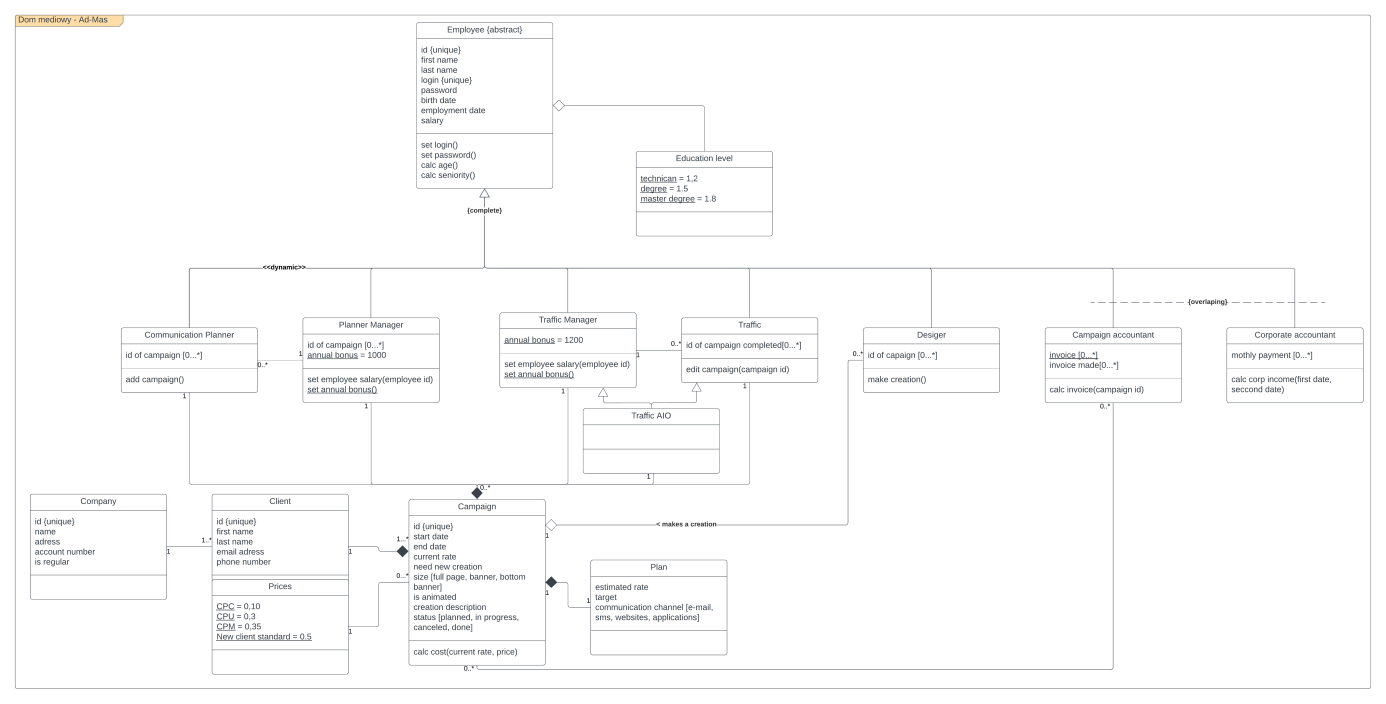 Dom mediowy - Ad-Mas
Employee {abstract}
id {unique}
first name
last name
login {unique}
password
birth date
employment date
salary
set login()
set password()
calc age()
calc seniority()
Education level
technican = 1,2
degree = 1.5
master degree = 1.8
{complete}
<<dynamic>>
{overlaping}
Communication Planner
id of campaign [0...*]
add campaign()
0..*
1
1
Planner Manager
id of campaign [0...*]
annual bonus = 1000
set employee salary(employee id)
set annual bonus()
1
Traffic Manager
annual bonus = 1200
set employee salary(employee id)
set annual bonus()
1
0..*
1
Traffic
id of campaign completed[0...*]
edit campaign(campaign id)
1
Traffic AIO
1
Desiger
id of capaign [0...*]
make creation()
0..*
Campaign accountant
invoice [0...*]
invoice made[0...*]
calc invoice(campaign id)
0..*
Corporate accountant
mothly payment [0...*]
calc corp income(first date,
seccond date)
Company
id {unique}
name
adress
account number
is regular
1
1..*
Client
id {unique}
first name
last name
email adress
phone number
1
1...*
Prices
CPC = 0,10
CPU = 0,3
CPM = 0,35
New client standard = 0.5
1
0...*
0..*
Campaign
id {unique}
start date
end date
current rate
need new creation
size [full page, banner, bottom
banner]
is animated
creation description
status [planned, in progress,
canceled, done]
calc cost(current rate, price)
0..*
< makes a creation
1
1
1
Plan
estimated rate
target
communication channel [e-mail,
sms, websites, applications]